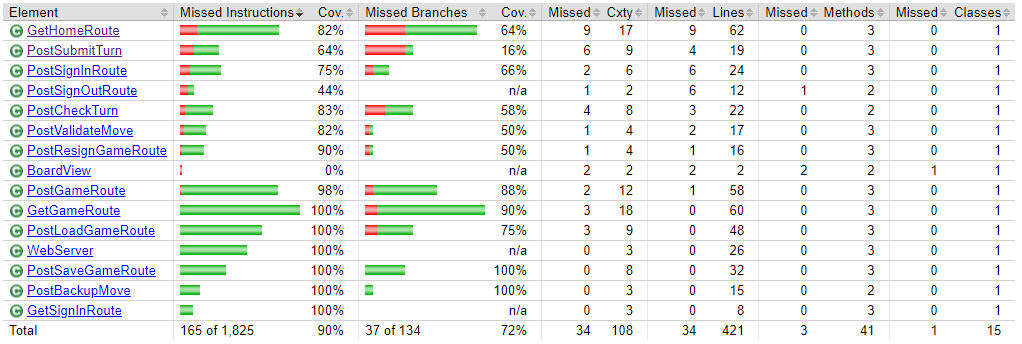 Element Missed Instructions Cov. Missed Branches Cov. Missed Cxty Missed Lines Missed Methods Missed Classes
C GetHomeRoute 82% 64% 9 17 9 62 0 3 0 1
C PostSubmitTurn 64% 16% 6 9 4 19 0 2 0 1
C PostSignInRoute 75% 66% 2 6 6 24 0 3 0 1
C PostSignOutRoute 44% n/a 1 2 6 12 1 2 0 1
C PostCheckTurn 83% 58% 2 8 3 22 0 2 0 1
C PostValidateMove 82% 50% 1 4 2 17 0 3 0 1
C PostResignGameRoute 90% 50% 1 4 1 16 0 3 0 1
C BoardView 0% n/a 2 2 2 2 2 2 1 1
C PostGameRoute 98% 88% 2 12 1 58 0 3 0 1
C GetGameRoute 100% 90% 3 18 0 60 0 3 0 1
C PostLoadGameRoute 100% 75% 3 9 0 48 0 3 0 1
C WebServer 100% n/a 0 3 0 26 0 3 0 1
C PostSaveGameRoute 100% 100% 0 8 0 32 0 3 0 1
C PostBackupMove 100% 100% 0 3 0 15 0 2 0 1
C GetSignInRoute 100% n/a 0 3 0 8 0 3 0 1
Total 165 of 1,825 90% 37 of 134 72% 34 108 34 421 3 41 1 15